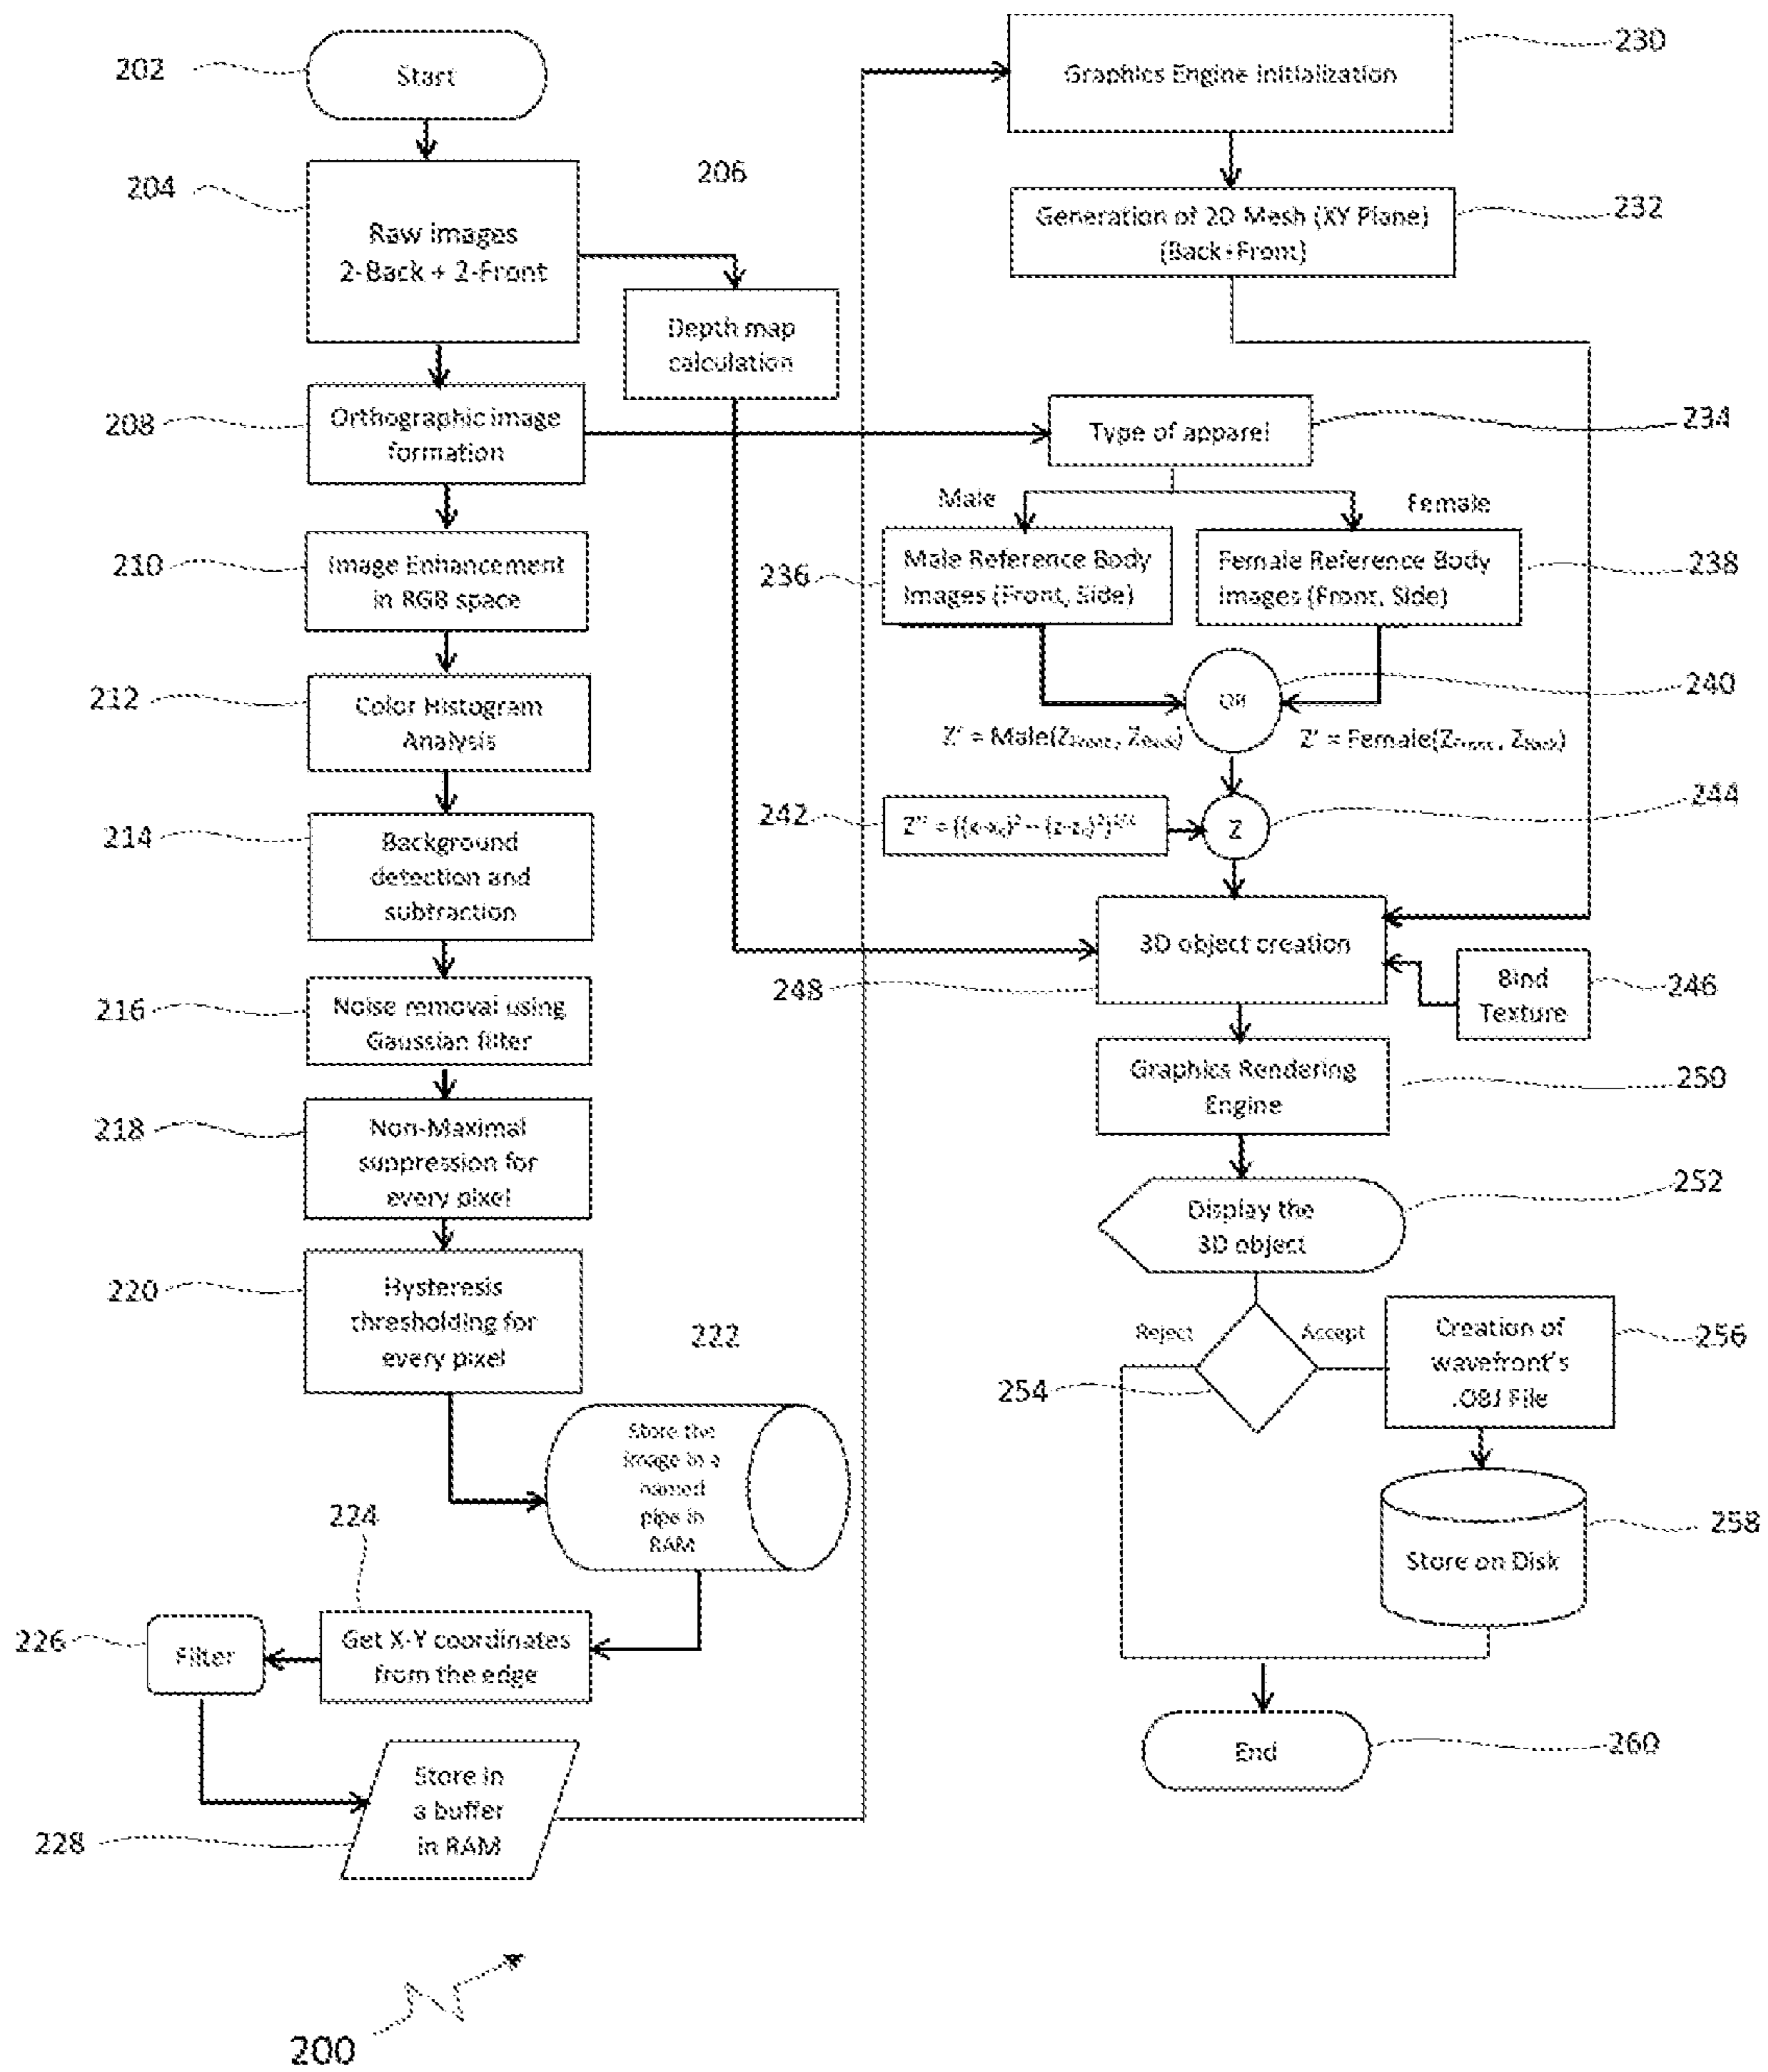 202
Start
204
Raw images
2-Back + 2-Front
206
Depth map
calculation
208
Orthographic image
formation
210
Image Enhancement
in RGB space
212
Color Histogram
Analysis
214
Background
detection and
subtraction
216
Noise removal using
Gaussian filter
218
Non-Maximal
suppression for
every pixel
220
Hysteresis
thresholding for
every pixel
222
Store the
image in a
named
pipe in
RAM
224
Get X-Y coordinates
from the edge
226
Filter
Store in
a buffer
in RAM
228
200
Graphics Engine initialization
230
Generation of 2D Mesh (XY Plane)
(Back+Front)
232
Type of apparel
234
Male
Female
236
Male Reference Body
images (Front, Side)
Female Reference Body
images (Front, Side)
238
OR
240
Z' = Male(Zfront, Zback)
Z' = Female(Zfront, Zback)
242
Z
244
3D object creation
248
Bind
Texture
246
Graphics Rendering
Engine
250
Display the
3D object
252
Reject
Accept
254
Creation of
wavefront's
.OBJ File
256
Store on Disk
258
End
260